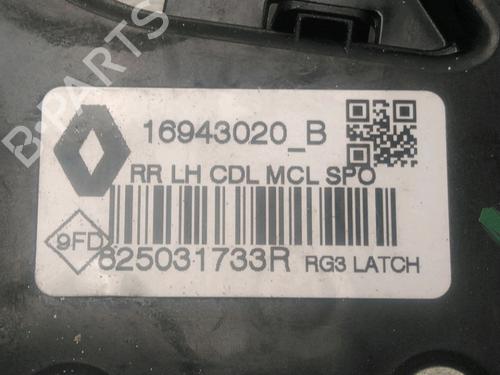 B-PARTS
16943020_B
RR LH CDL MCL SPO
9FD
825031733R RG3 LATCH